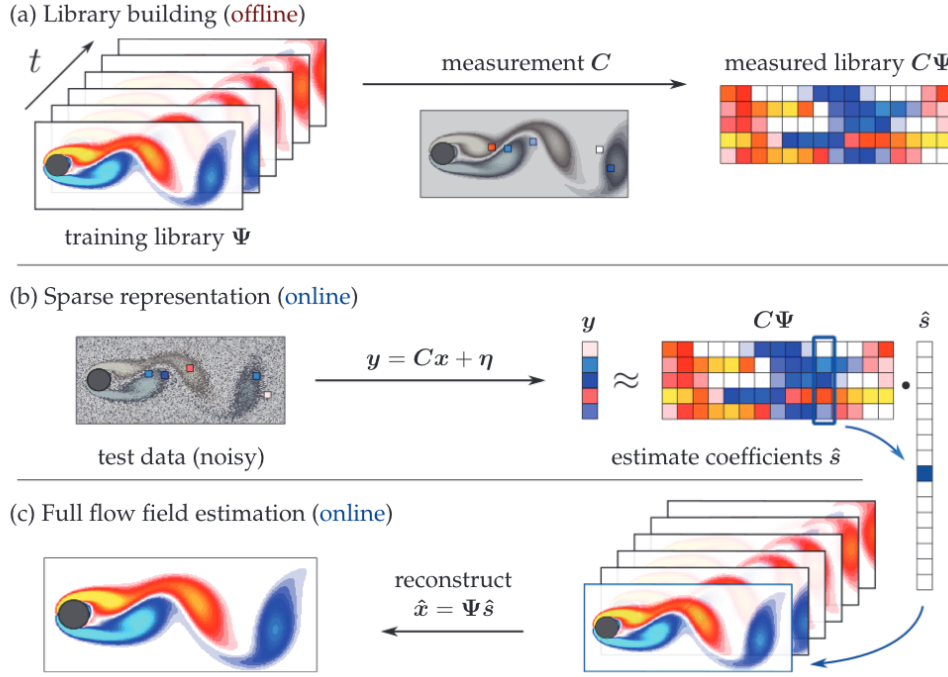 (a) Library building (offline)
t
measurement C
measured library CΨ
training library Ψ
(b) Sparse representation (online)
y = Cx + η
y
≈
CΨ
·
ŝ
test data (noisy)
estimate coefficients ŝ
(c) Full flow field estimation (online)
reconstruct
x̂ = Ψŝ